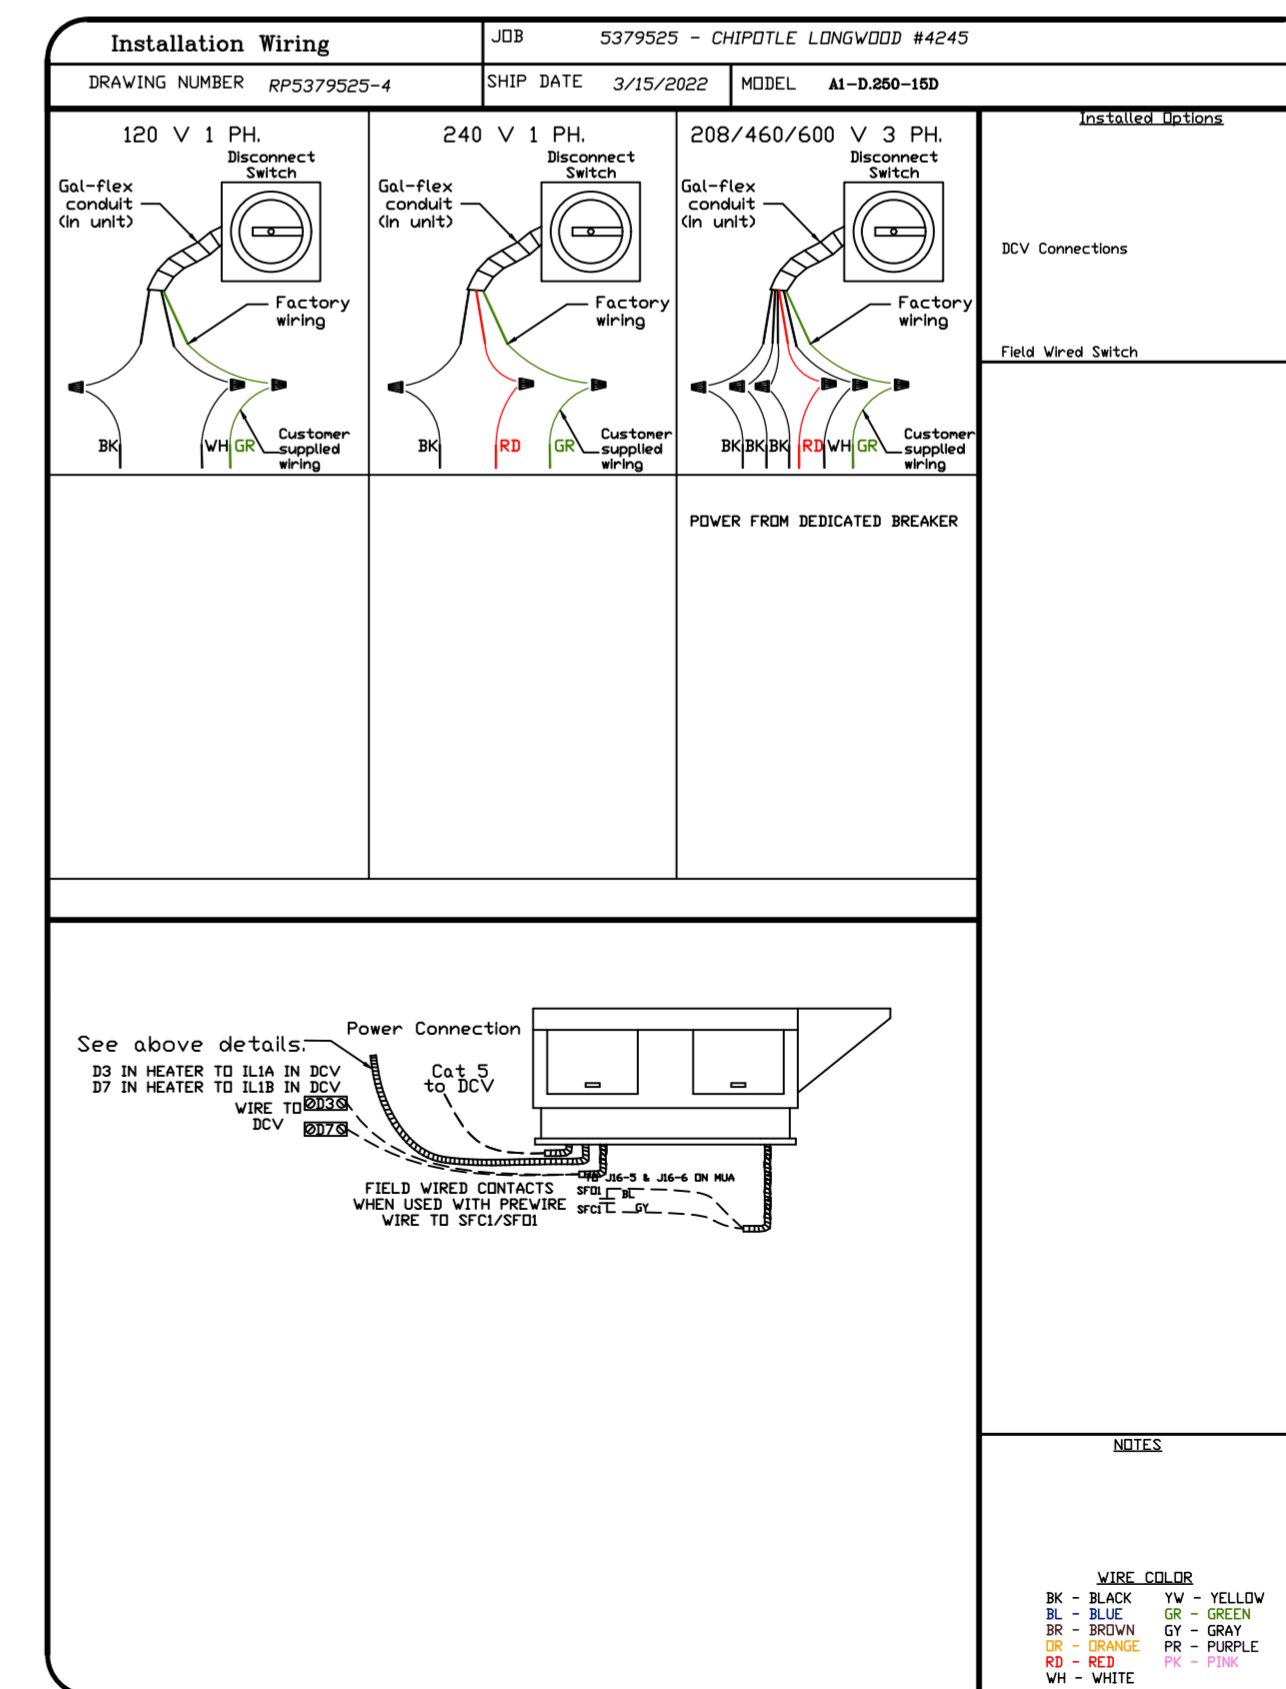 Installation Wiring
JOB 5379525 - CHIPOTLE LONGWOOD #4245
DRAWING NUMBER RP5379525-4
SHIP DATE 3/15/2022
MODEL A1-D.250-15D
120 V 1 PH.
Disconnect
Switch
Gal-flex
conduit
(in unit)
Factory
wiring
BK
WH
GR
Customer
supplied
wiring
240 V 1 PH.
Disconnect
Switch
Gal-flex
conduit
(in unit)
Factory
wiring
BK
RD
GR
Customer
supplied
wiring
208/460/600 V 3 PH.
Disconnect
Switch
Gal-flex
conduit
(in unit)
Factory
wiring
BK
BK
BK
RD
WH
GR
Customer
supplied
wiring
POWER FROM DEDICATED BREAKER
Installed Options
DCV Connections
Field Wired Switch
Power Connection
See above details.
D3 IN HEATER TO IL1A IN DCV
D7 IN HEATER TO IL1B IN DCV
WIRE TO
DCV
D3
D7
Cat 5
to DCV
TO J16-5 & J16-6 ON MUA
FIELD WIRED CONTACTS
WHEN USED WITH PREWIRE
WIRE TO SFC1/SFO1
SFO1
BL
SFC1
GY
NOTES
WIRE COLOR
BK - BLACK YW - YELLOW
BL - BLUE GR - GREEN
BR - BROWN GY - GRAY
OR - ORANGE PR - PURPLE
RD - RED PK - PINK
WH - WHITE